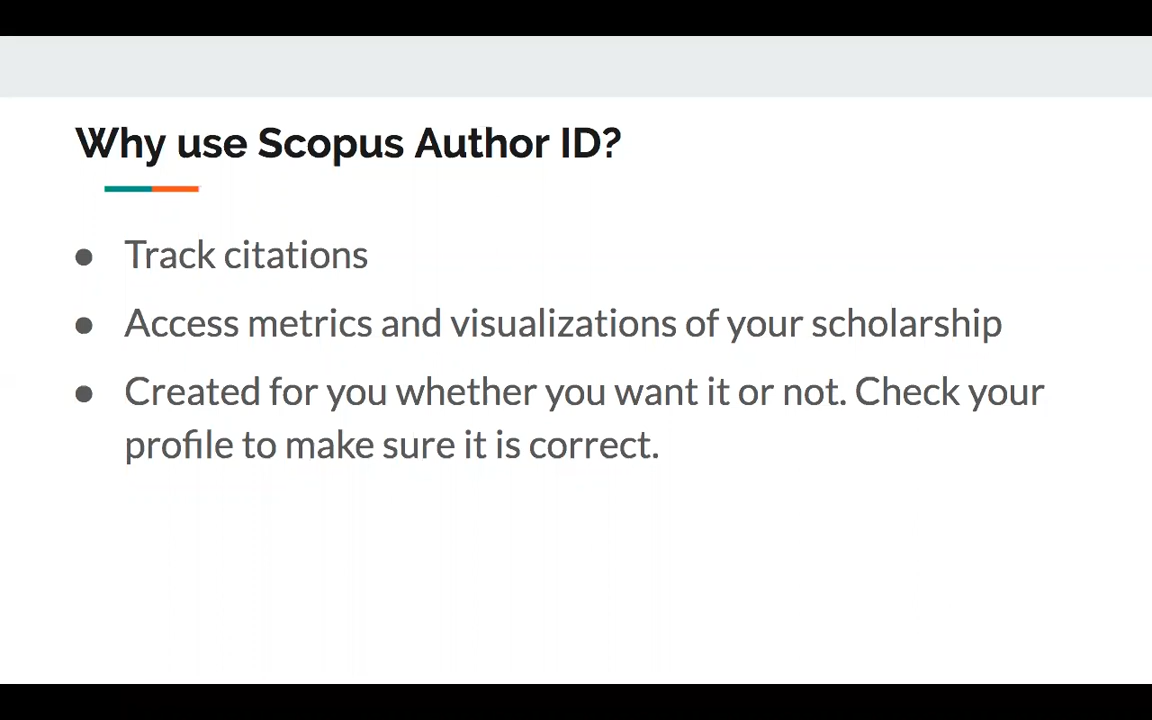 Why use Scopus Author ID?
● Track citations
● Access metrics and visualizations of your scholarship
● Created for you whether you want it or not. Check your
profile to make sure it is correct.